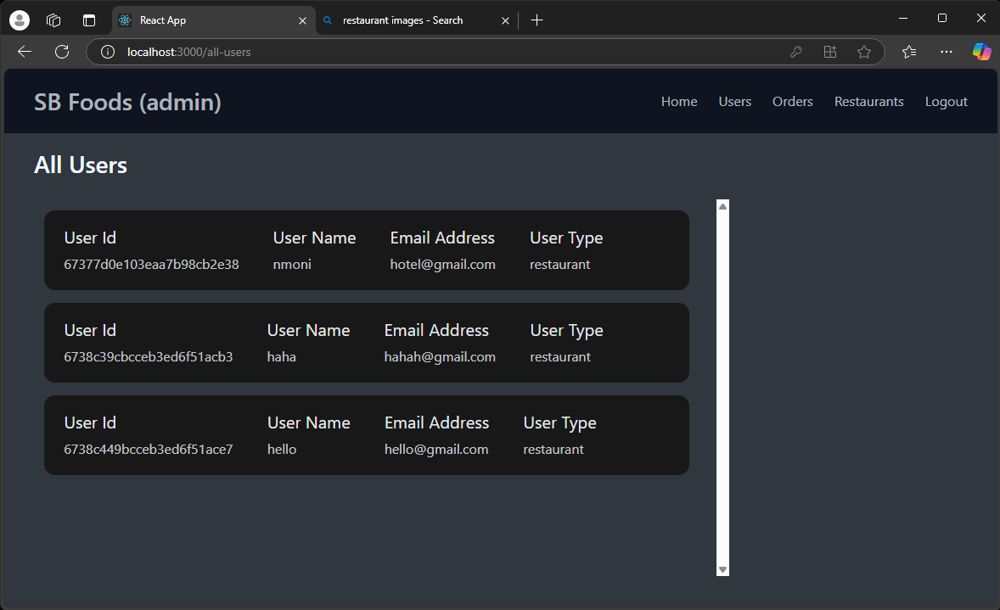 React App
restaurant images - Search
localhost:3000/all-users
SB Foods (admin)
Home Users Orders Restaurants Logout
All Users
User Id User Name Email Address User Type
67377d0e103eaa7b98cb2e38 nmoni hotel@gmail.com restaurant
User Id User Name Email Address User Type
6738c39cbcceb3ed6f51acb3 haha hahah@gmail.com restaurant
User Id User Name Email Address User Type
6738c449bcceb3ed6f51ace7 hello hello@gmail.com restaurant